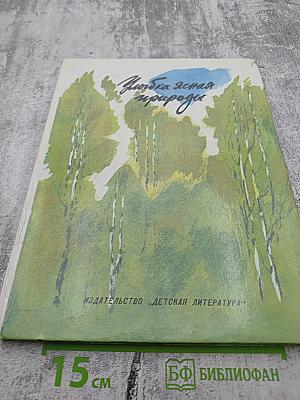 Улыбка ясная
природы
ИЗДАТЕЛЬСТВО „ДЕТСКАЯ ЛИТЕРАТУРА"
15 см
БФ БИБЛИОФАН